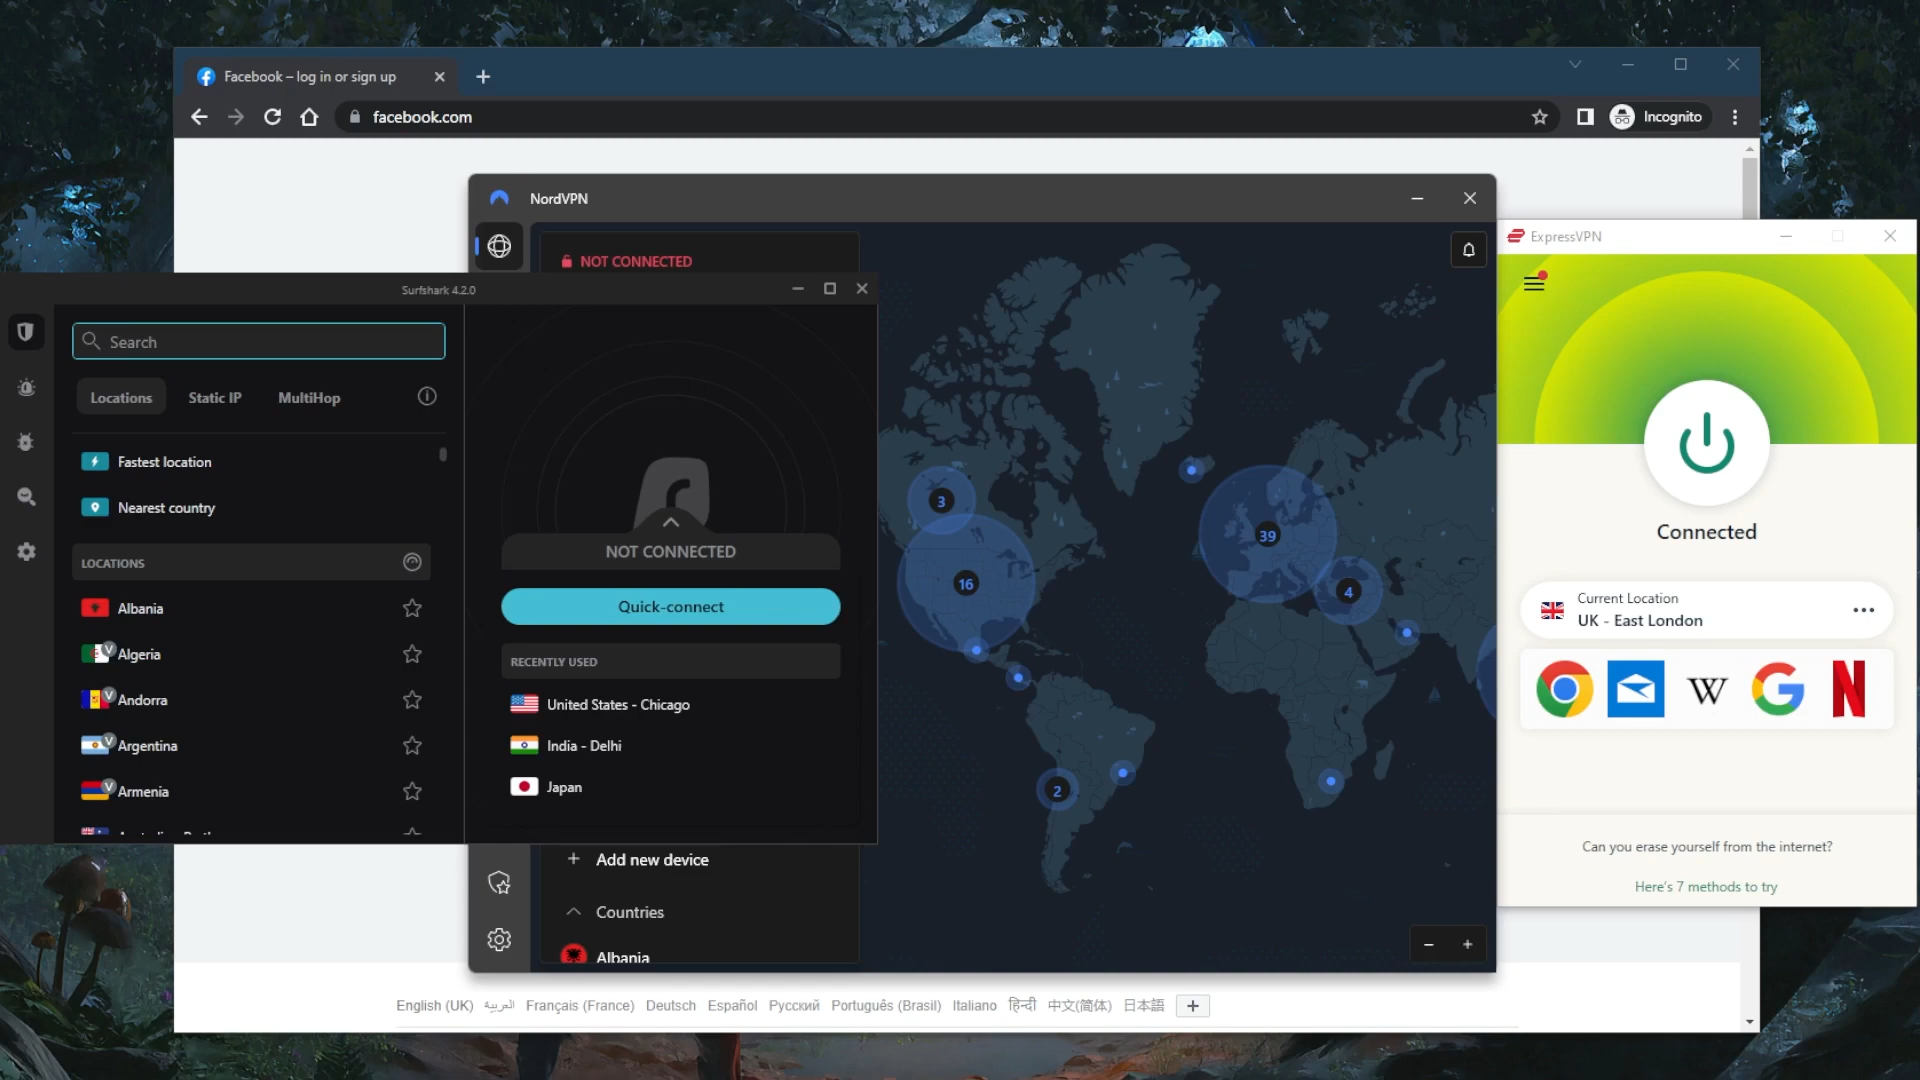 Facebook – log in or sign up
facebook.com
Incognito
NordVPN
NOT CONNECTED
ExpressVPN
Surfshark 4.2.0
Search
Locations
Static IP
MultiHop
Fastest location
Nearest country
LOCATIONS
Albania
V Algeria
V Andorra
V Argentina
V Armenia
NOT CONNECTED
Quick-connect
RECENTLY USED
United States - Chicago
India - Delhi
Japan
3
16
39
4
2
Add new device
Countries
Albania
Connected
Current Location
UK - East London
W
Can you erase yourself from the internet?
Here's 7 methods to try
English (UK) العربية Français (France) Deutsch Español Русский Português (Brasil) Italiano हिन्दी 中文(简体) 日本語